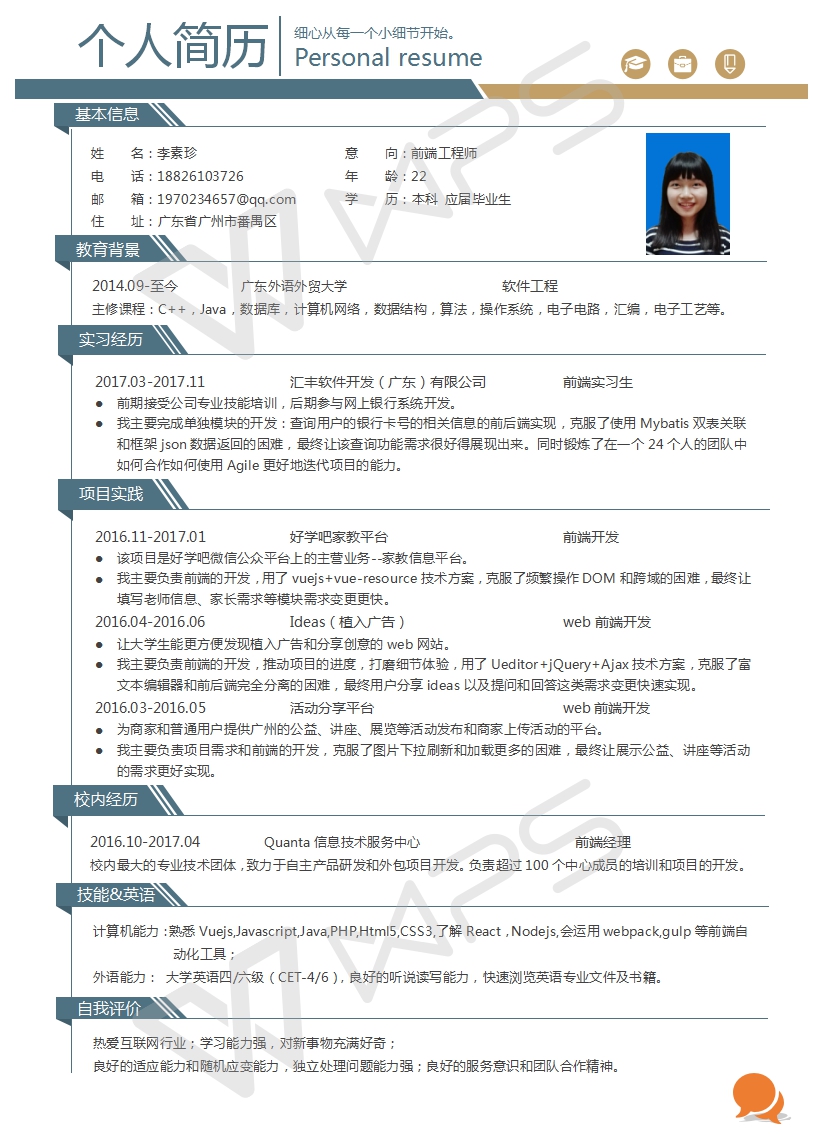 个人简历
细心从每一个小细节开始。
Personal resume
基本信息
姓 名：李素珍 意 向：前端工程师
电 话：18826103726 年 龄：22
邮 箱：1970234657@qq.com 学 历：本科 应届毕业生
住 址：广东省广州市番禺区
教育背景
2014.09-至今 广东外语外贸大学 软件工程
主修课程：C++，Java，数据库，计算机网络，数据结构，算法，操作系统，电子电路，汇编，电子工艺等。
实习经历
2017.03-2017.11 汇丰软件开发（广东）有限公司 前端实习生
● 前期接受公司专业技能培训，后期参与网上银行系统开发。
● 我主要完成单独模块的开发：查询用户的银行卡号的相关信息的前后端实现，克服了使用 Mybatis 双表关联
和框架 json 数据返回的困难，最终让该查询功能需求很好得展现出来。同时锻炼了在一个 24 个人的团队中
如何合作如何使用 Agile 更好地迭代项目的能力。
项目实践
2016.11-2017.01 好学吧家教平台 前端开发
● 该项目是好学吧微信公众平台上的主营业务--家教信息平台。
● 我主要负责前端的开发，用了 vuejs+vue-resource 技术方案，克服了频繁操作 DOM 和跨域的困难，最终让
填写老师信息、家长需求等模块需求变更更快。
2016.04-2016.06 Ideas（植入广告） web 前端开发
● 让大学生能更方便发现植入广告和分享创意的 web 网站。
● 我主要负责前端的开发，推动项目的进度，打磨细节体验，用了 Ueditor+jQuery+Ajax 技术方案，克服了富
文本编辑器和前后端完全分离的困难，最终用户分享 ideas 以及提问和回答这类需求变更快速实现。
2016.03-2016.05 活动分享平台 web 前端开发
● 为商家和普通用户提供广州的公益、讲座、展览等活动发布和商家上传活动的平台。
● 我主要负责项目需求和前端的开发，克服了图片下拉刷新和加载更多的困难，最终让展示公益、讲座等活动
的需求更好实现。
校内经历
2016.10-2017.04 Quanta 信息技术服务中心 前端经理
校内最大的专业技术团体，致力于自主产品研发和外包项目开发。负责超过 100 个中心成员的培训和项目的开发。
技能&英语
计算机能力：熟悉 Vuejs,Javascript,Java,PHP,Html5,CSS3,了解 React，Nodejs,会运用 webpack,gulp 等前端自
动化工具；
外语能力： 大学英语四/六级（CET-4/6），良好的听说读写能力，快速浏览英语专业文件及书籍。
自我评价
热爱互联网行业；学习能力强，对新事物充满好奇；
良好的适应能力和随机应变能力，独立处理问题能力强；良好的服务意识和团队合作精神。
WPS
WPS